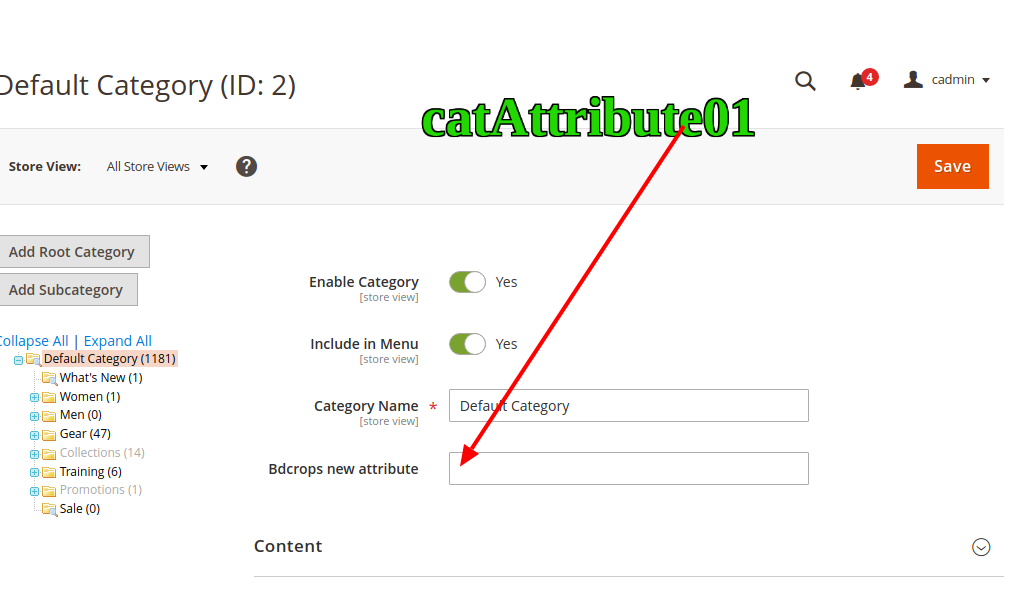 Default Category (ID: 2)
4
cadmin
catAttribute01
Store View: All Store Views ?
Save
Add Root Category
Add Subcategory
Collapse All | Expand All
Default Category (1181)
What's New (1)
Women (1)
Men (0)
Gear (47)
Collections (14)
Training (6)
Promotions (1)
Sale (0)
Enable Category Yes
[store view]
Include in Menu Yes
[store view]
Category Name * Default Category
[store view]
Bdcrops new attribute
Content